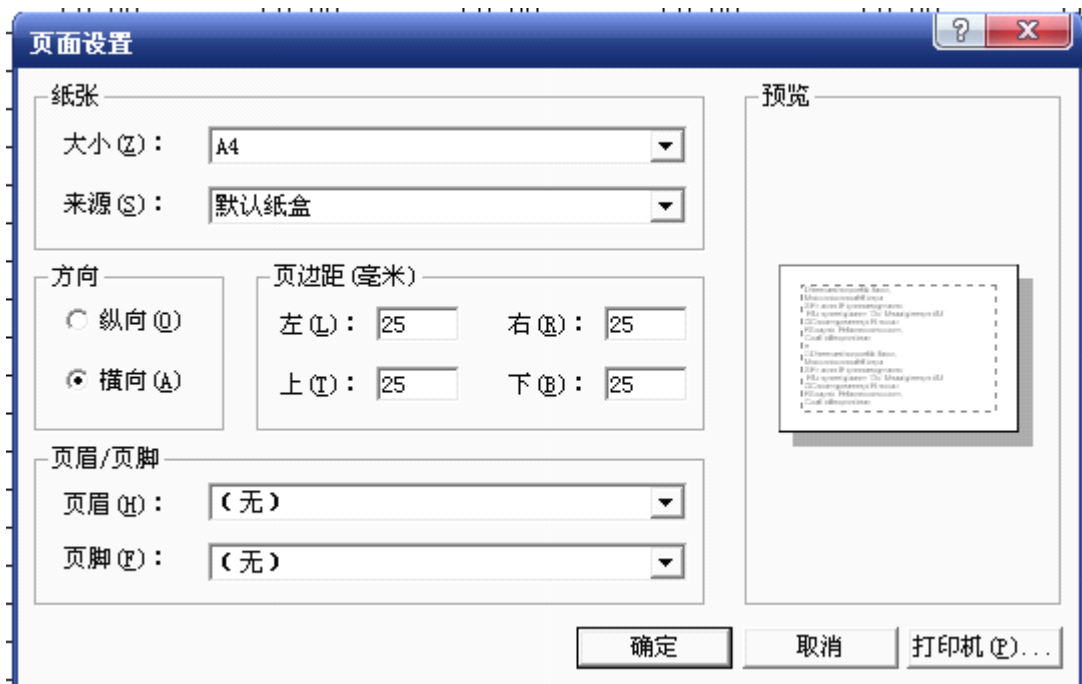 页面设置
纸张
大小(Z)：
A4
来源(S)：
默认纸盒
方向
纵向(O)
横向(A)
页边距(毫米)
左(L)： 25 右(R)： 25
上(T)： 25 下(B)： 25
页眉/页脚
页眉(H)：
(无)
页脚(F)：
(无)
预览
确定 取消 打印机(P)...